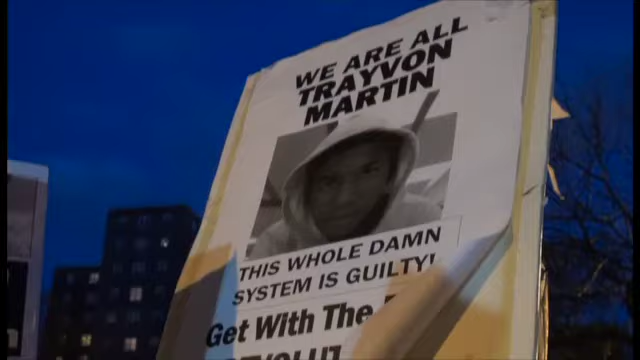 WE ARE ALL
TRAYVON
MARTIN
THIS WHOLE DAMN
SYSTEM IS GUILTY!
Get With The